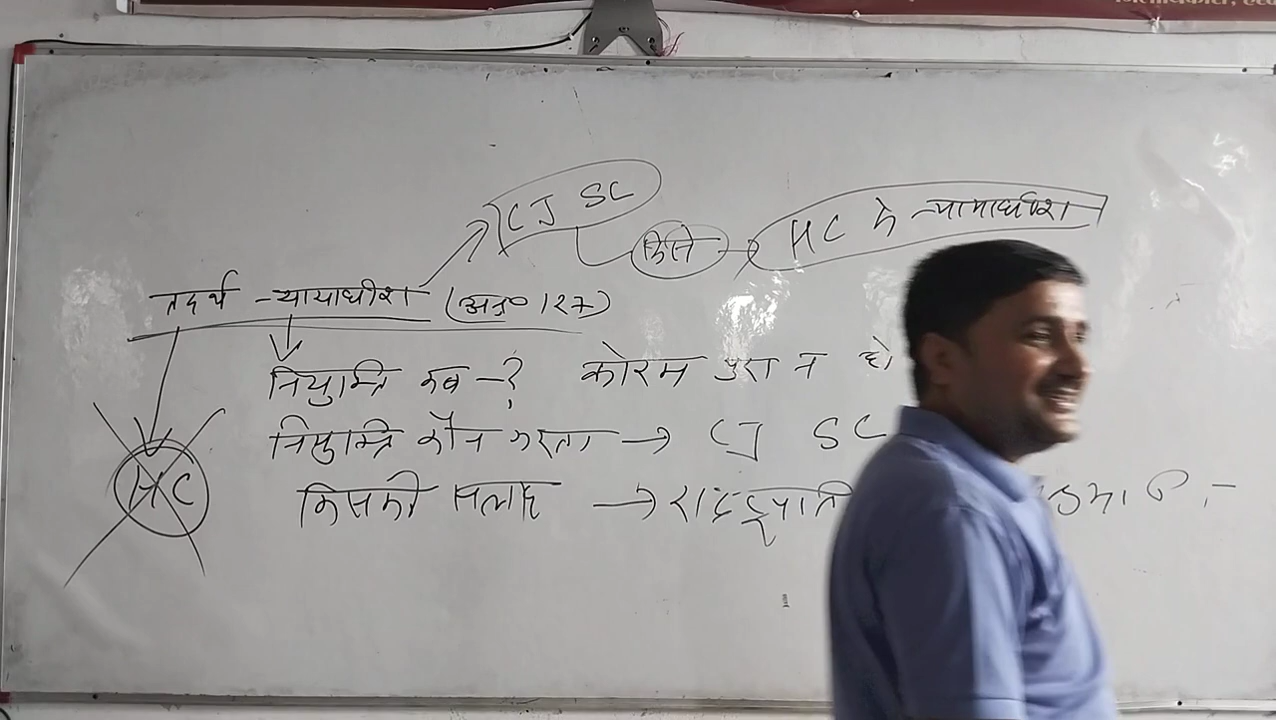 CJ SC
किसे
HC के न्यायाधीश
तदर्थ न्यायाधीश (अनु० 127)
नियुक्ति कब -? कोरम पुरा न हो
नियुक्ति कौन करता → CJ SC
HC
किसकी सलाह → राष्ट्रपति